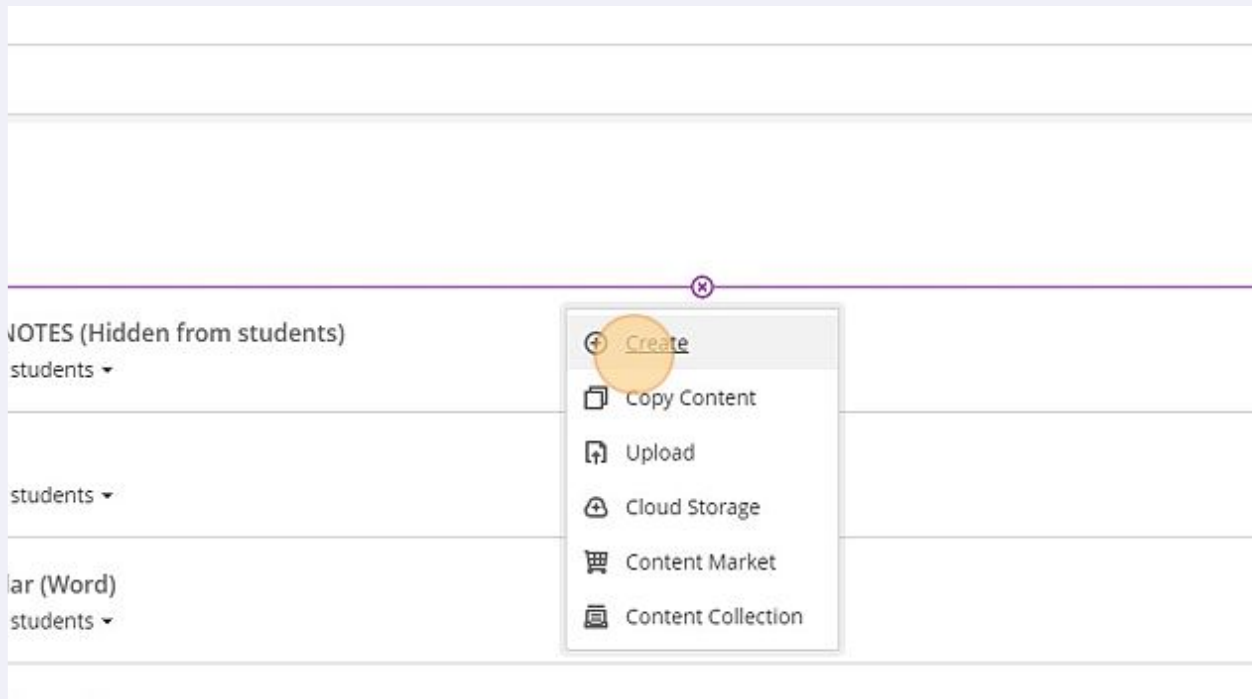 NOTES (Hidden from students)
students
students
lar (Word)
students
Create
Copy Content
Upload
Cloud Storage
Content Market
Content Collection